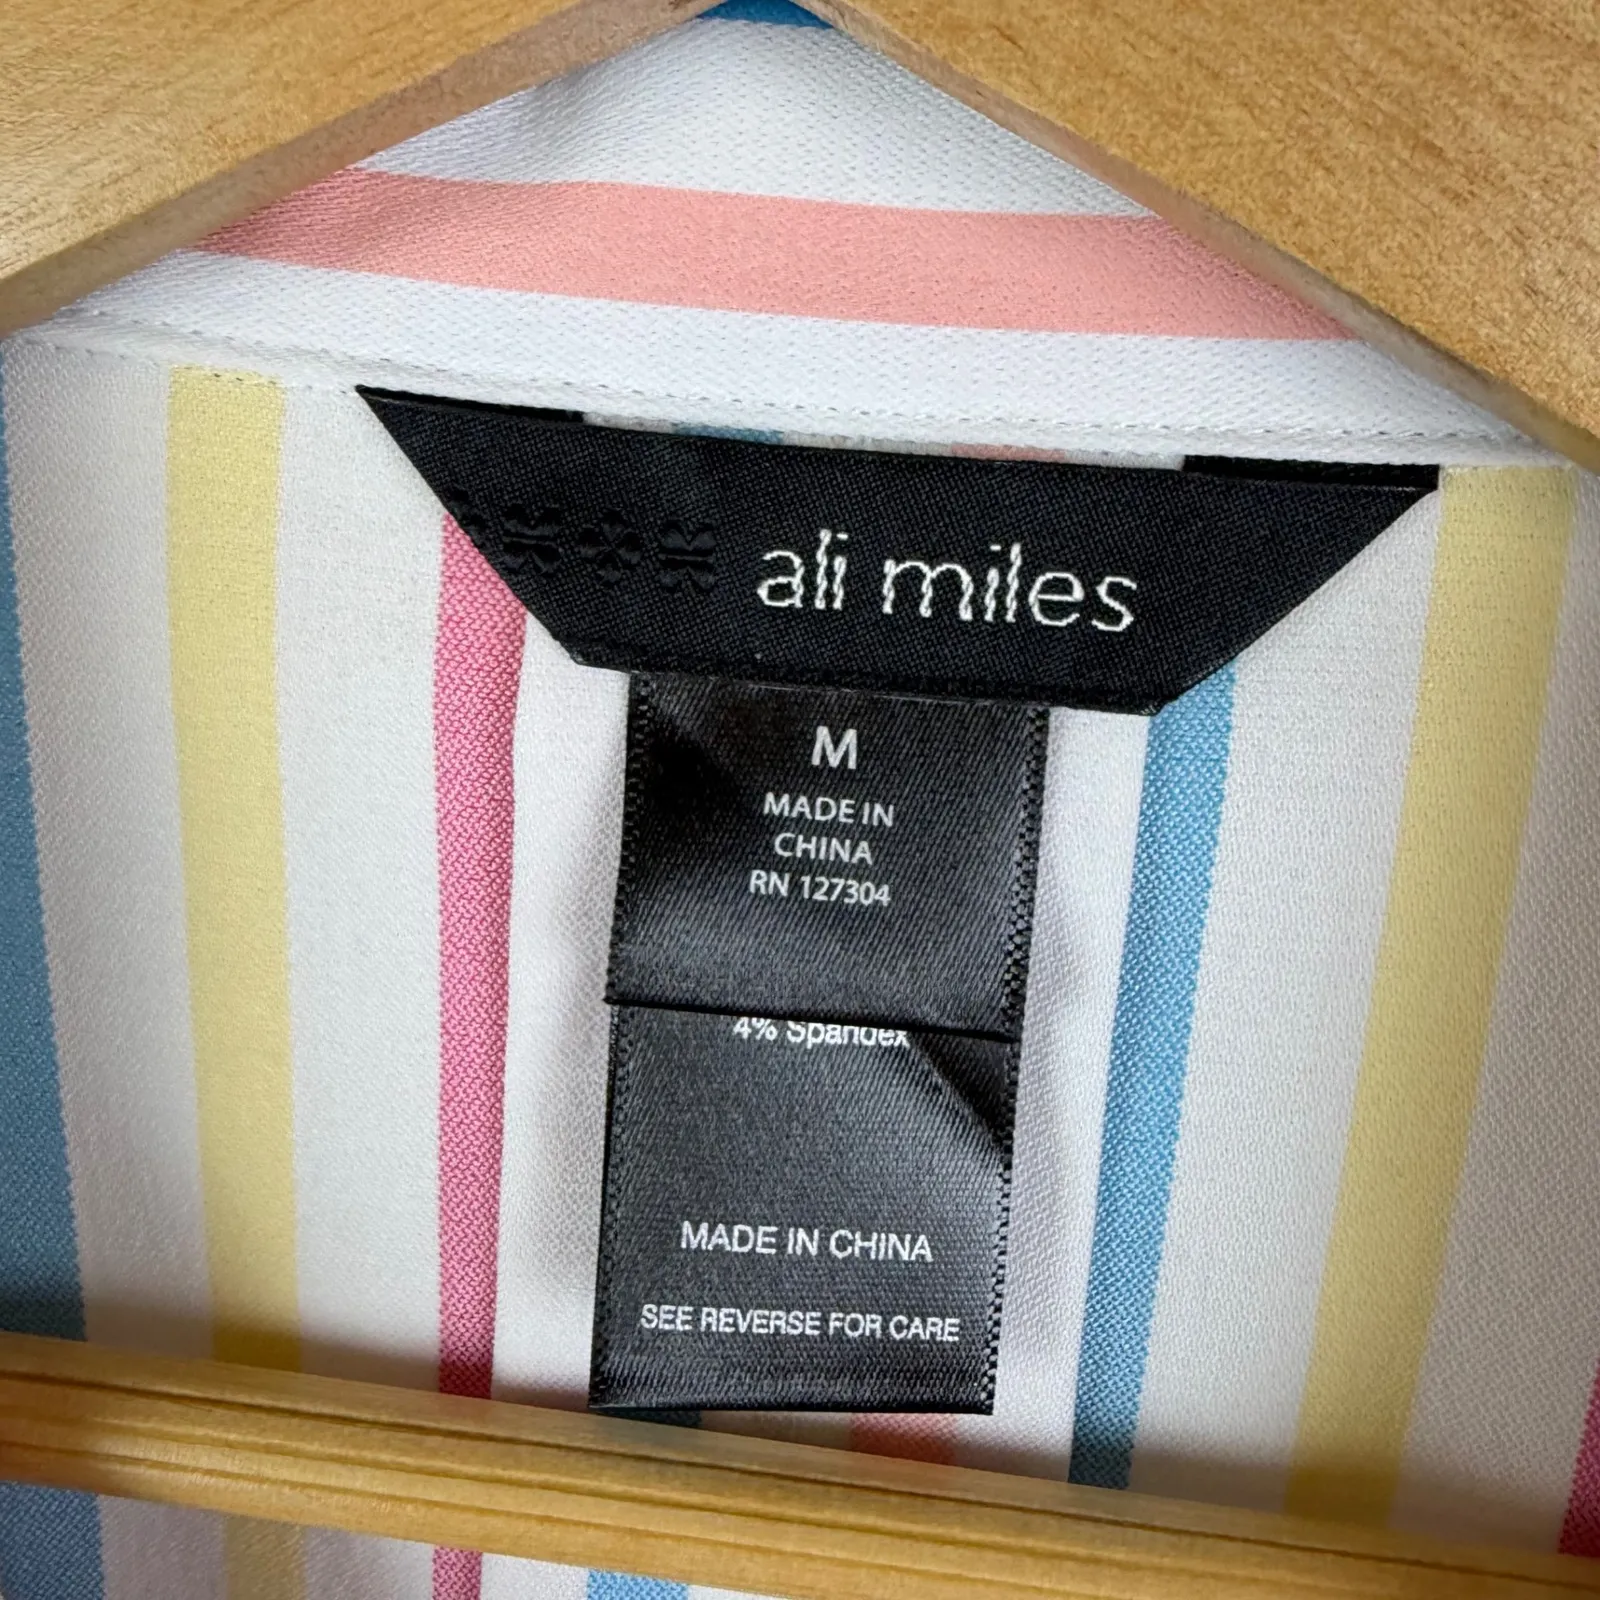 ali miles
M
MADE IN
CHINA
RN 127304
4% Spandex
MADE IN CHINA
SEE REVERSE FOR CARE